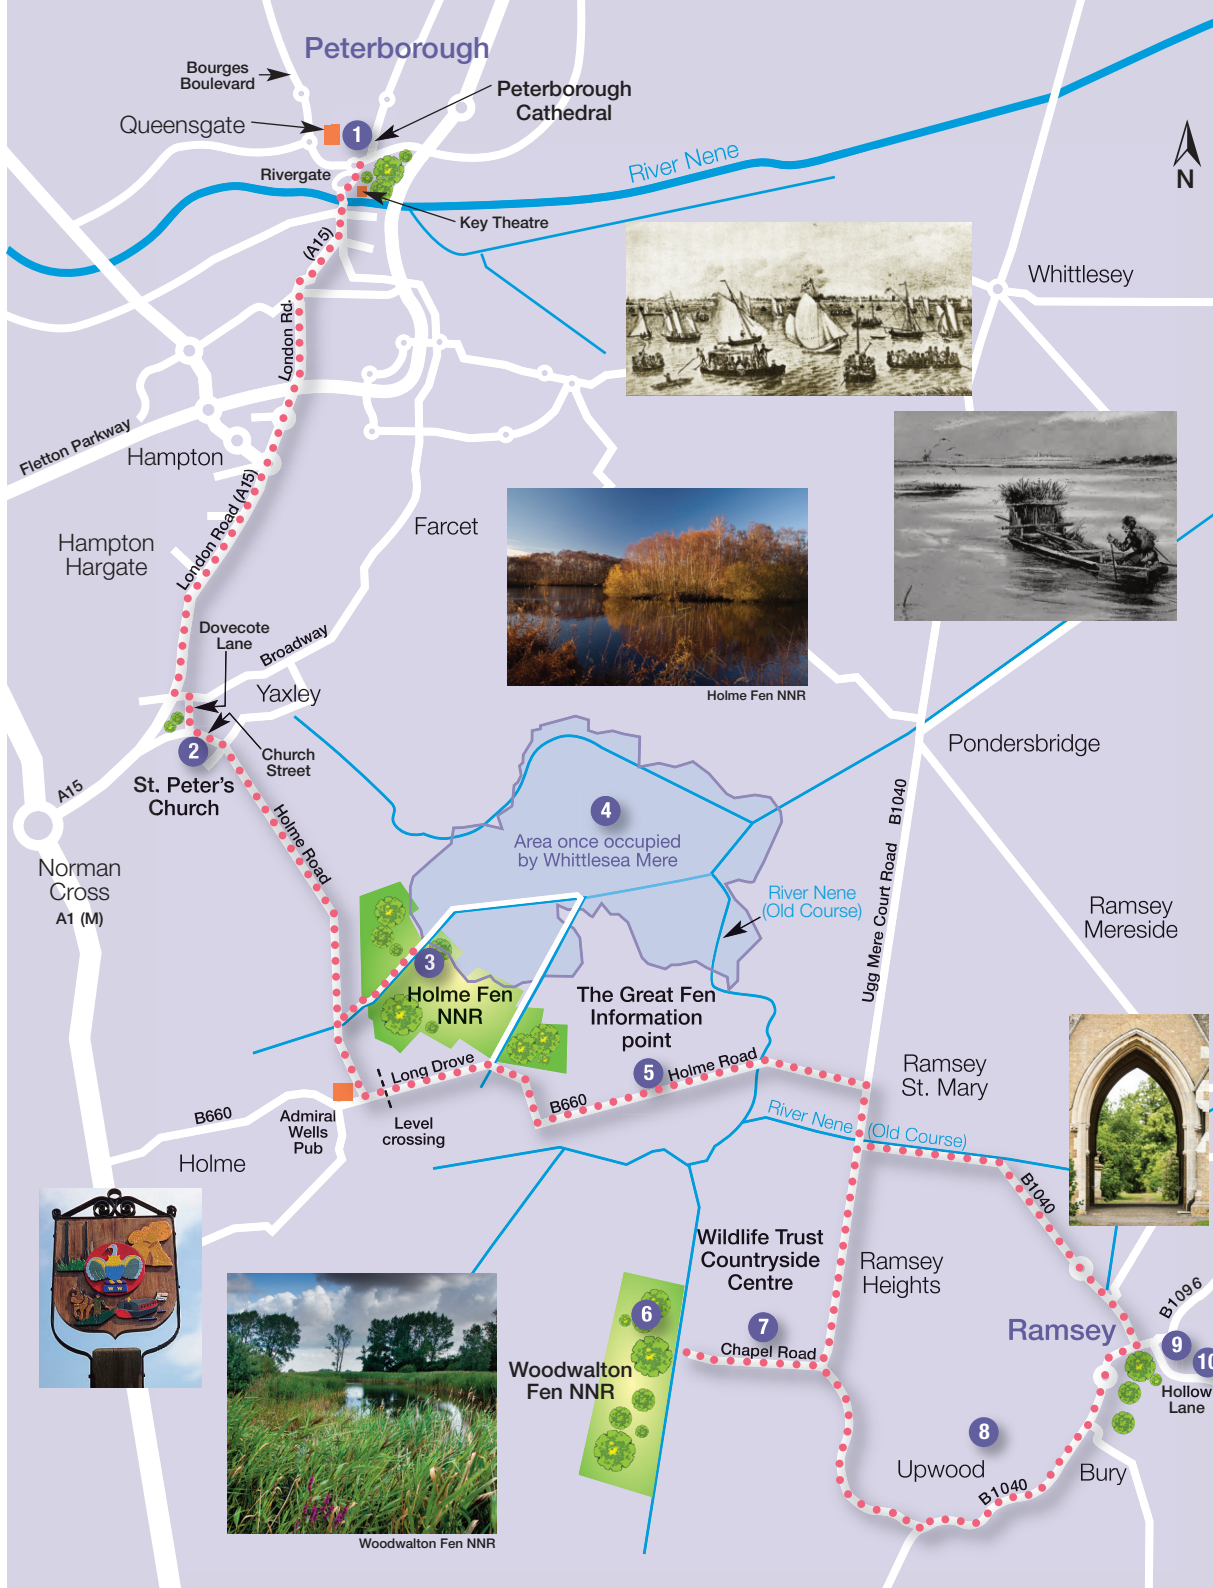 Peterborough
Bourges
Boulevard
Peterborough
Cathedral
Queensgate
1
Rivergate
River Nene
N
Key Theatre
(A15)
Whittlesey
London Rd.
Fletton Parkway
Hampton
London Road (A15)
Farcet
Hampton
Hargate
Dovecote
Lane
Broadway
Yaxley
Holme Fen NNR
Church
Street
2
St. Peter's
Church
A15
Pondersbridge
4
Area once occupied
by Whittlesea Mere
Ugg Mere Court Road B1040
Holme Road
Norman
Cross
A1 (M)
River Nene
(Old Course)
Ramsey
Mereside
3
Holme Fen
NNR
The Great Fen
Information
point
5
Holme Road
Long Drove
B660
Ramsey
St. Mary
B660
Admiral
Wells
Pub
Level
crossing
River Nene (Old Course)
Holme
B1040
Wildlife Trust
Countryside
Centre
Ramsey
Heights
6
7
Chapel Road
Woodwalton
Fen NNR
B1096
Ramsey
9
10
Hollow
Lane
8
Upwood
B1040
Bury
Woodwalton Fen NNR